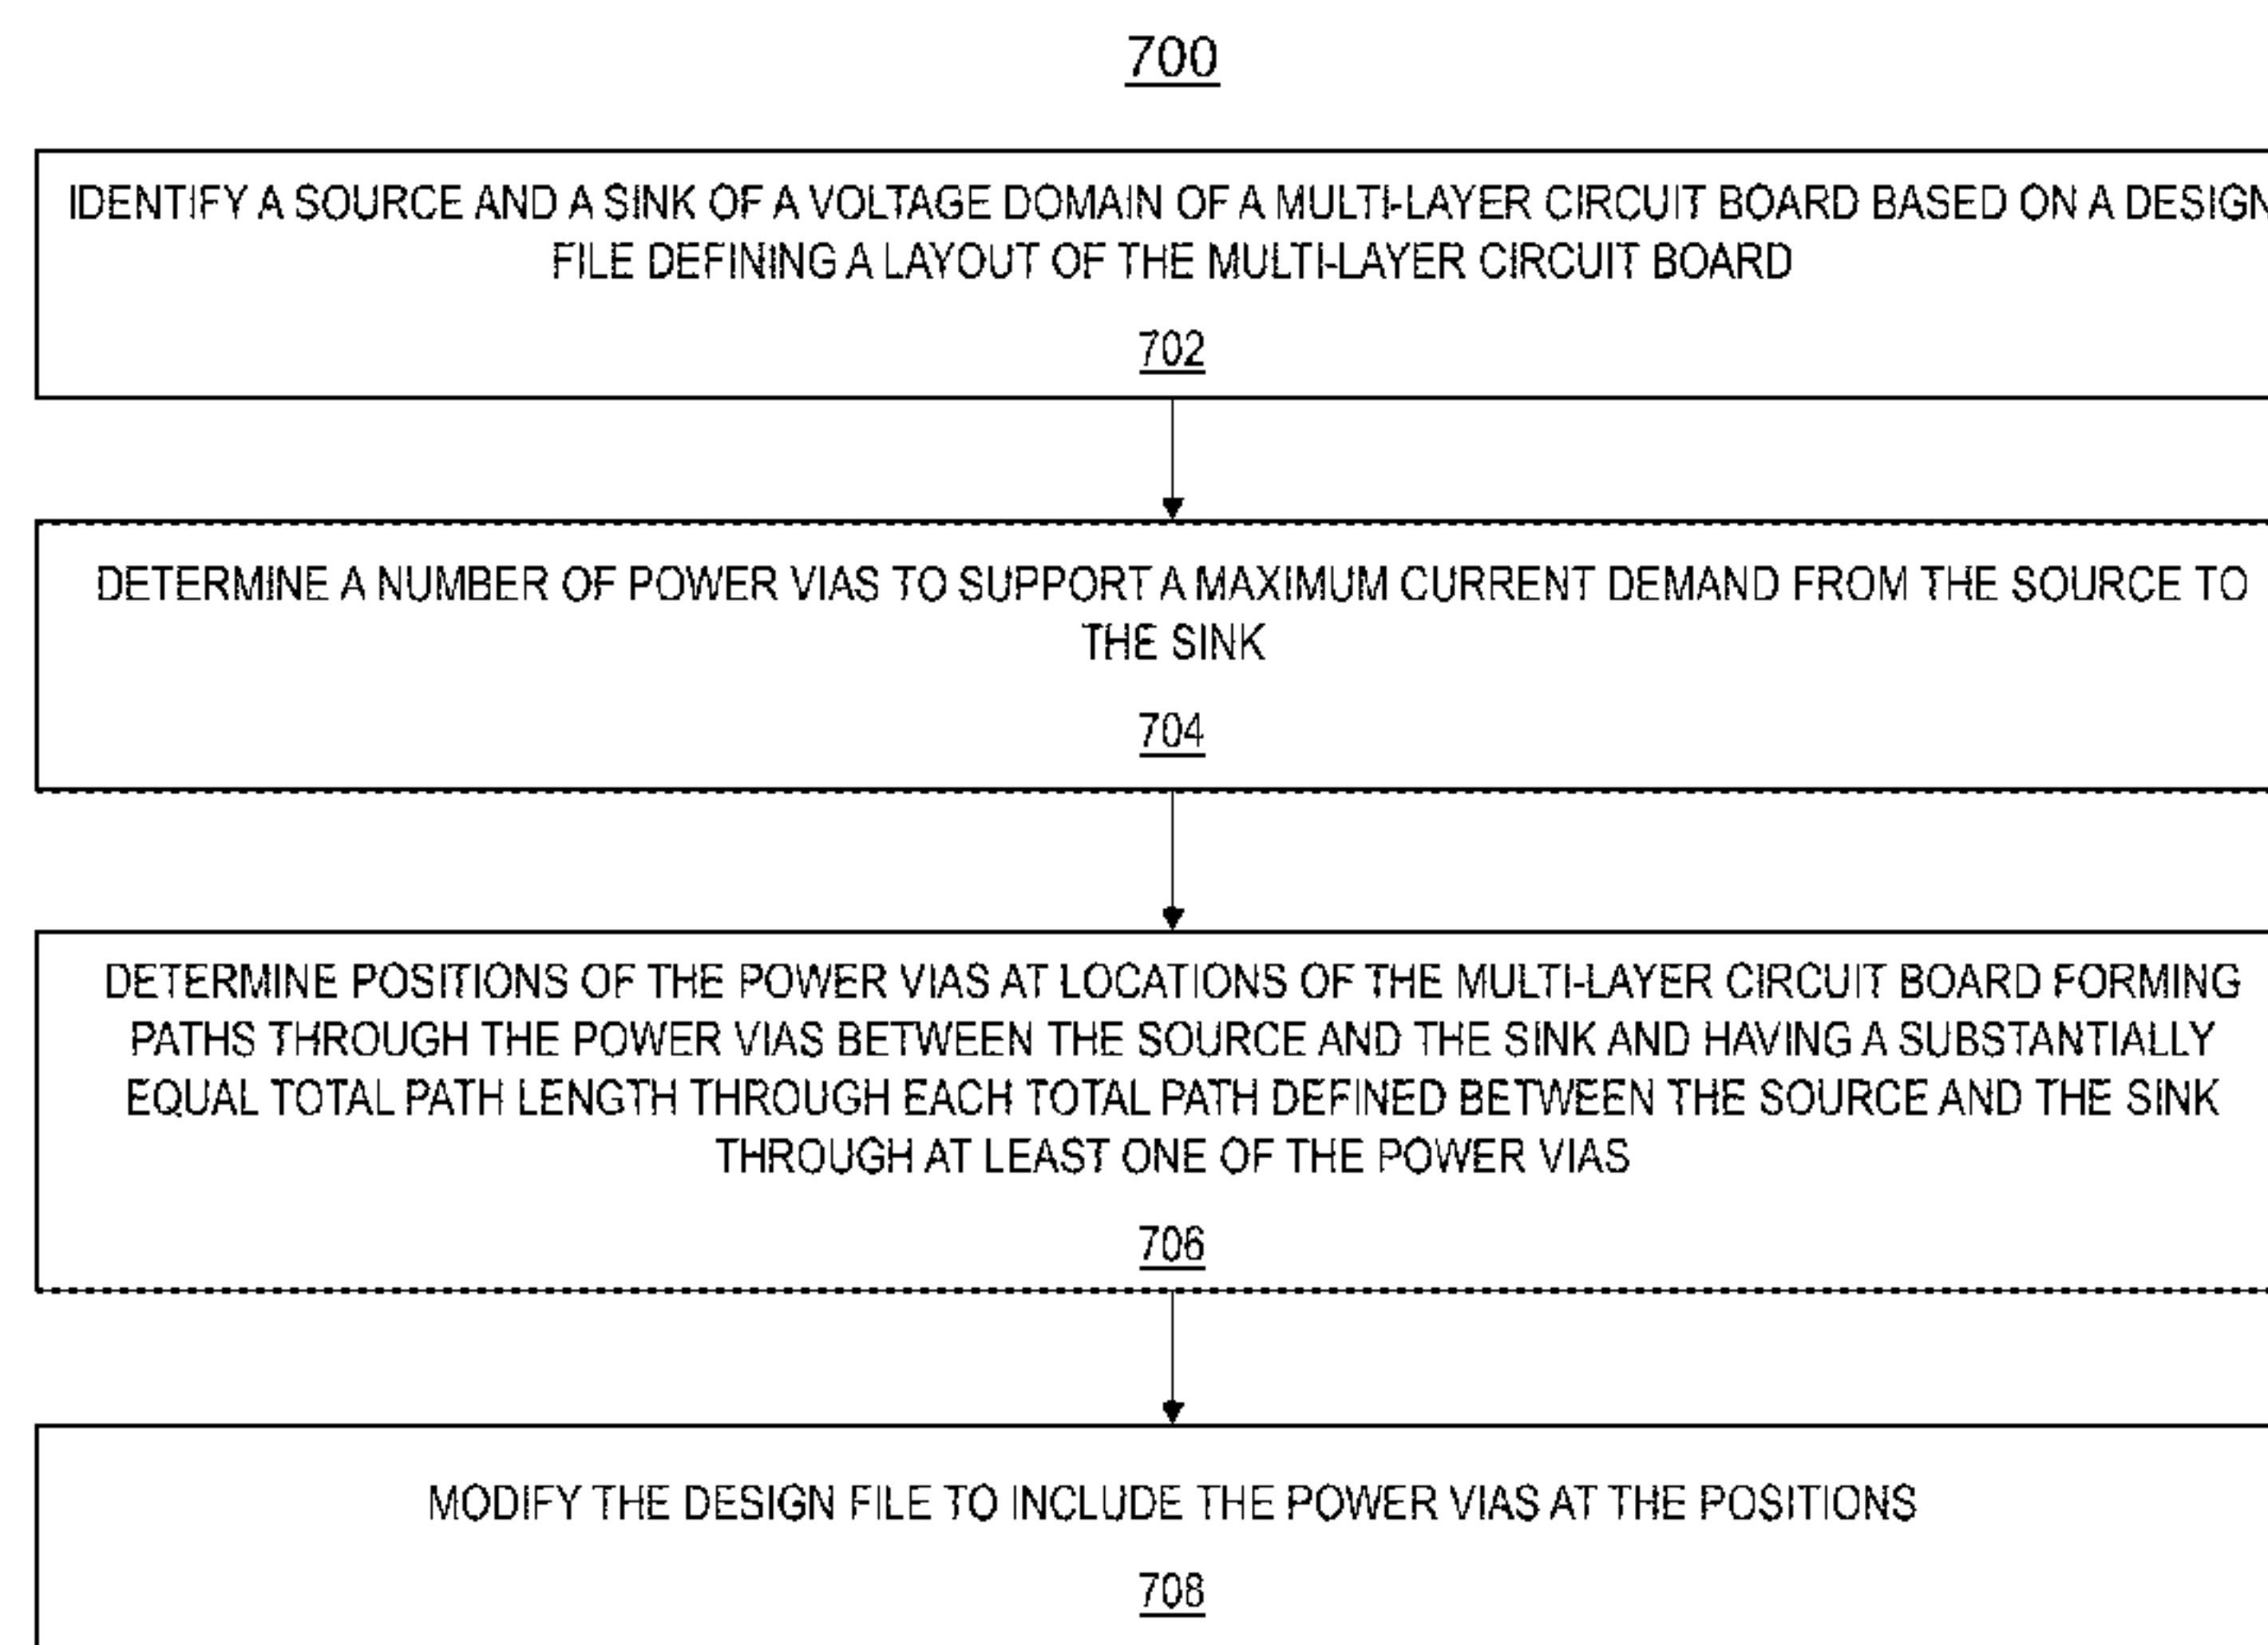 700
IDENTIFY A SOURCE AND A SINK OF A VOLTAGE DOMAIN OF A MULTI-LAYER CIRCUIT BOARD BASED ON A DESIGN
FILE DEFINING A LAYOUT OF THE MULTI-LAYER CIRCUIT BOARD
702
DETERMINE A NUMBER OF POWER VIAS TO SUPPORT A MAXIMUM CURRENT DEMAND FROM THE SOURCE TO
THE SINK
704
DETERMINE POSITIONS OF THE POWER VIAS AT LOCATIONS OF THE MULTI-LAYER CIRCUIT BOARD FORMING
PATHS THROUGH THE POWER VIAS BETWEEN THE SOURCE AND THE SINK AND HAVING A SUBSTANTIALLY
EQUAL TOTAL PATH LENGTH THROUGH EACH TOTAL PATH DEFINED BETWEEN THE SOURCE AND THE SINK
THROUGH AT LEAST ONE OF THE POWER VIAS
706
MODIFY THE DESIGN FILE TO INCLUDE THE POWER VIAS AT THE POSITIONS
708